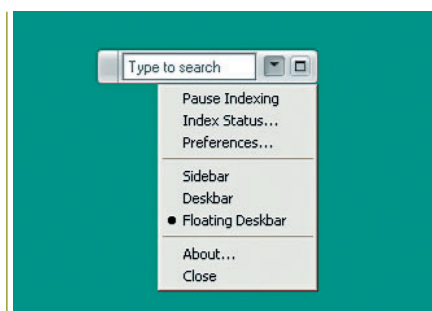 Type to search
Pause Indexing
Index Status...
Preferences...
Sidebar
Deskbar
Floating Deskbar
About...
Close